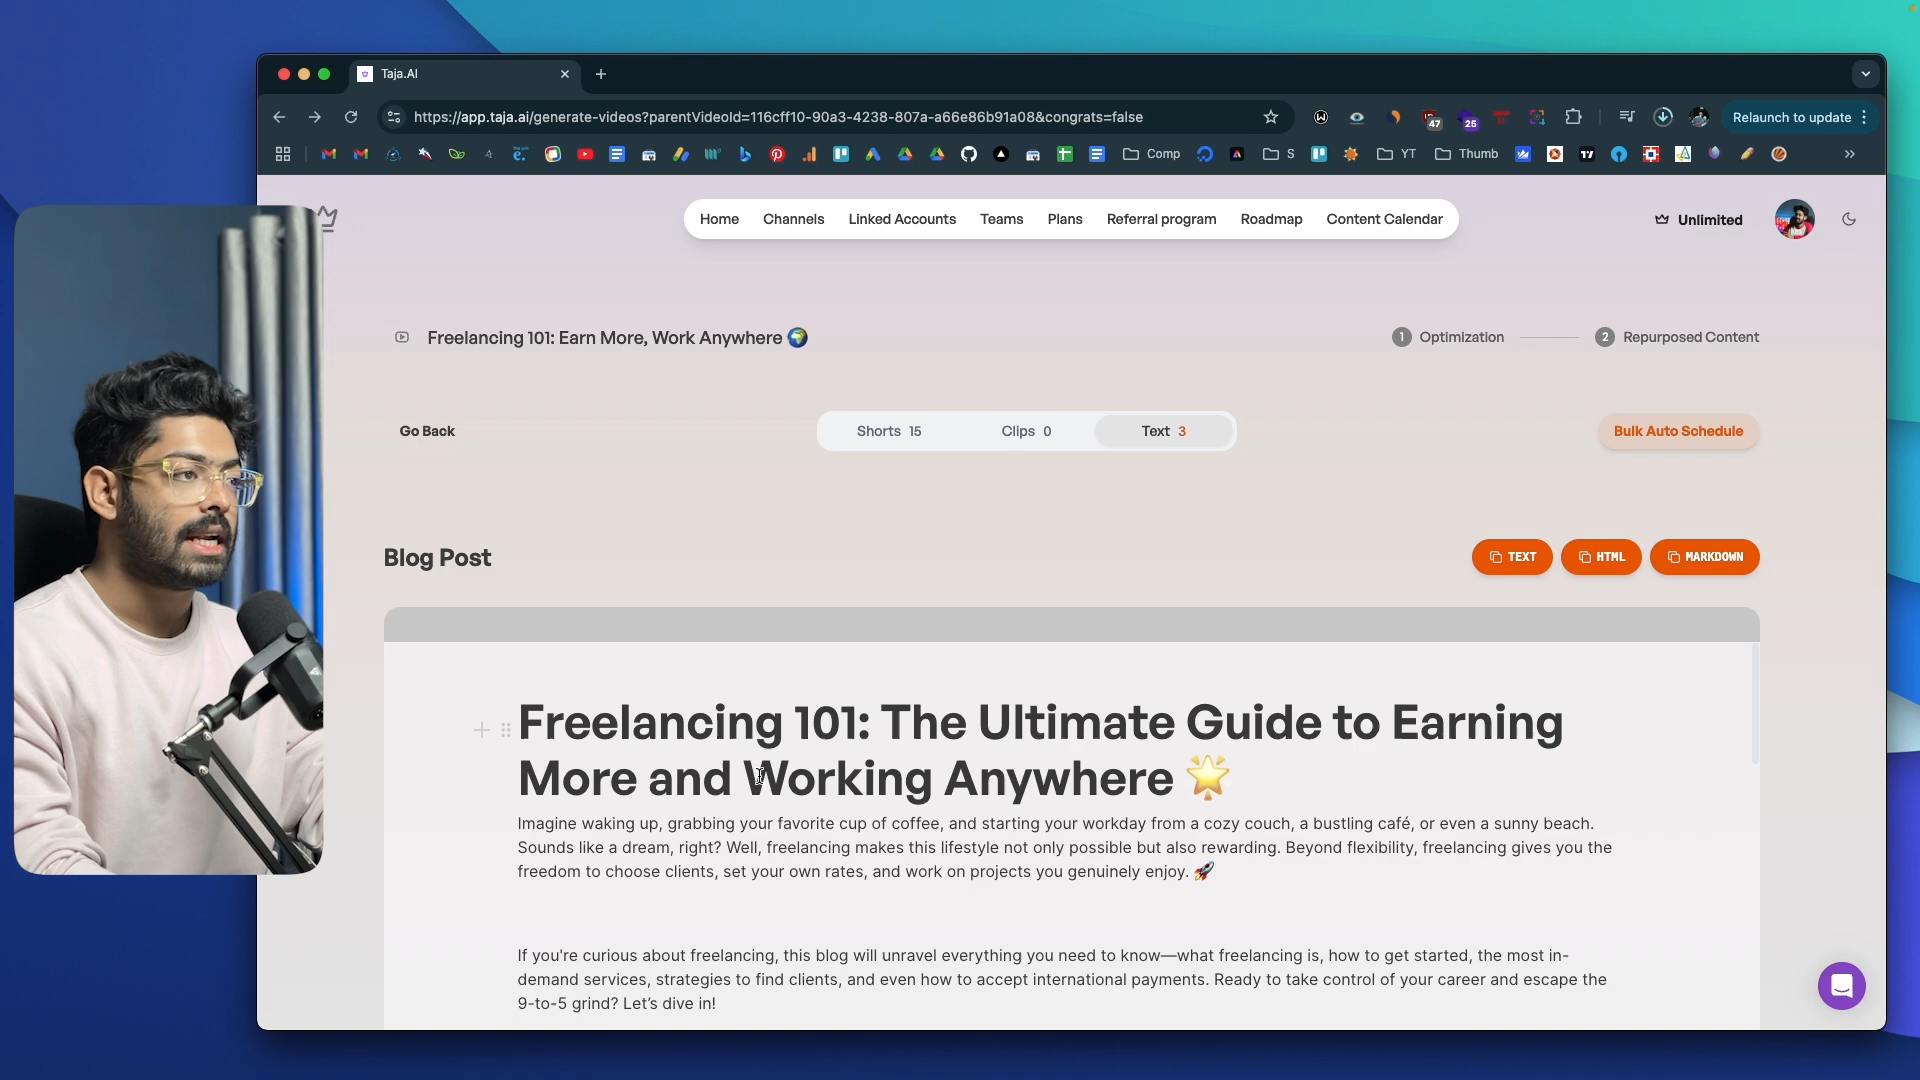 Taja.AI
https://app.taja.ai/generate-videos?parentVideoId=116cff10-90a3-4238-807a-a66e86b91a08&congrats=false
47
25
Relaunch to update
Comp
S
YT
Thumb
Home
Channels
Linked Accounts
Teams
Plans
Referral program
Roadmap
Content Calendar
Unlimited
Freelancing 101: Earn More, Work Anywhere 🌍
1 Optimization
2 Repurposed Content
Go Back
Shorts 15
Clips 0
Text 3
Bulk Auto Schedule
Blog Post
TEXT
HTML
MARKDOWN
Freelancing 101: The Ultimate Guide to Earning
More and Working Anywhere 🌟
Imagine waking up, grabbing your favorite cup of coffee, and starting your workday from a cozy couch, a bustling café, or even a sunny beach.
Sounds like a dream, right? Well, freelancing makes this lifestyle not only possible but also rewarding. Beyond flexibility, freelancing gives you the
freedom to choose clients, set your own rates, and work on projects you genuinely enjoy. 🚀
If you're curious about freelancing, this blog will unravel everything you need to know—what freelancing is, how to get started, the most in-
demand services, strategies to find clients, and even how to accept international payments. Ready to take control of your career and escape the
9-to-5 grind? Let's dive in!